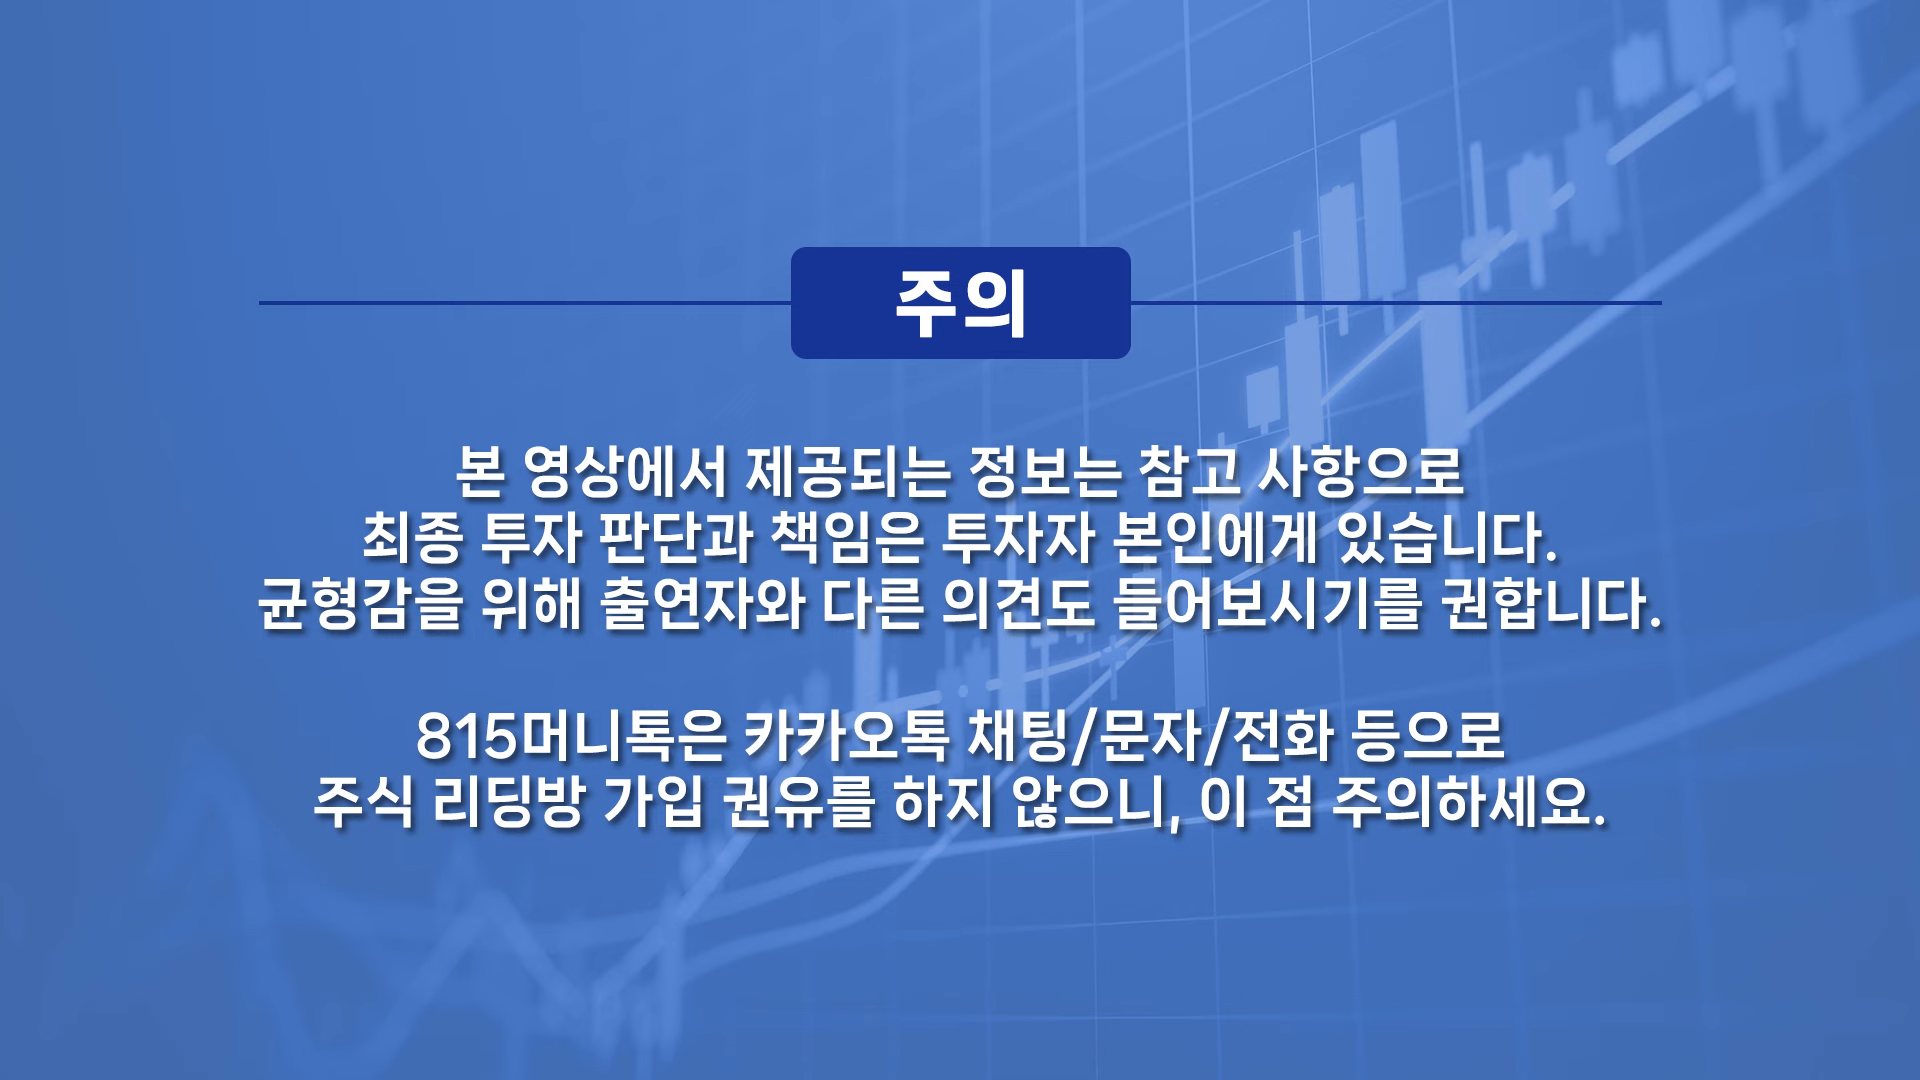 주의
본 영상에서 제공되는 정보는 참고 사항으로
최종 투자 판단과 책임은 투자자 본인에게 있습니다.
균형감을 위해 출연자와 다른 의견도 들어보시기를 권합니다.
815머니톡은 카카오톡 채팅/문자/전화 등으로
주식 리딩방 가입 권유를 하지 않으니, 이 점 주의하세요.